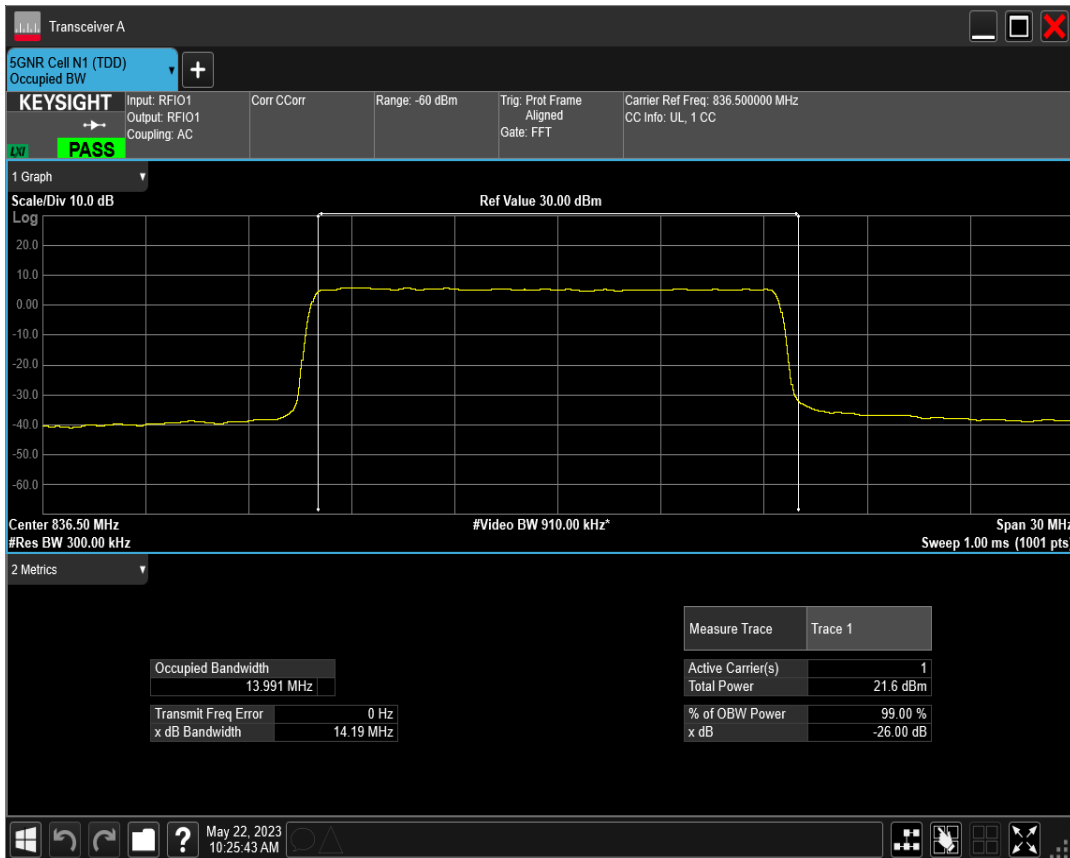 Transceiver A
5GNR Cell N1 (TDD)
Occupied BW
KEYSIGHT
LXI
PASS
Input: RFIO1
Output: RFIO1
Coupling: AC
Corr CCorr
Range: -60 dBm
Trig: Prot Frame
Aligned
Gate: FFT
Carrier Ref Freq: 836.500000 MHz
CC Info: UL, 1 CC
1 Graph
Scale/Div 10.0 dB
Ref Value 30.00 dBm
Log
20.0
10.0
0.00
-10.0
-20.0
-30.0
-40.0
-50.0
-60.0
Center 836.50 MHz
#Video BW 910.00 kHz*
Span 30 MHz
#Res BW 300.00 kHz
Sweep 1.00 ms (1001 pts)
2 Metrics
Measure Trace Trace 1
Occupied Bandwidth
13.991 MHz
Transmit Freq Error 0 Hz
x dB Bandwidth 14.19 MHz
Active Carrier(s) 1
Total Power 21.6 dBm
% of OBW Power 99.00 %
x dB -26.00 dB
?
May 22, 2023
10:25:43 AM